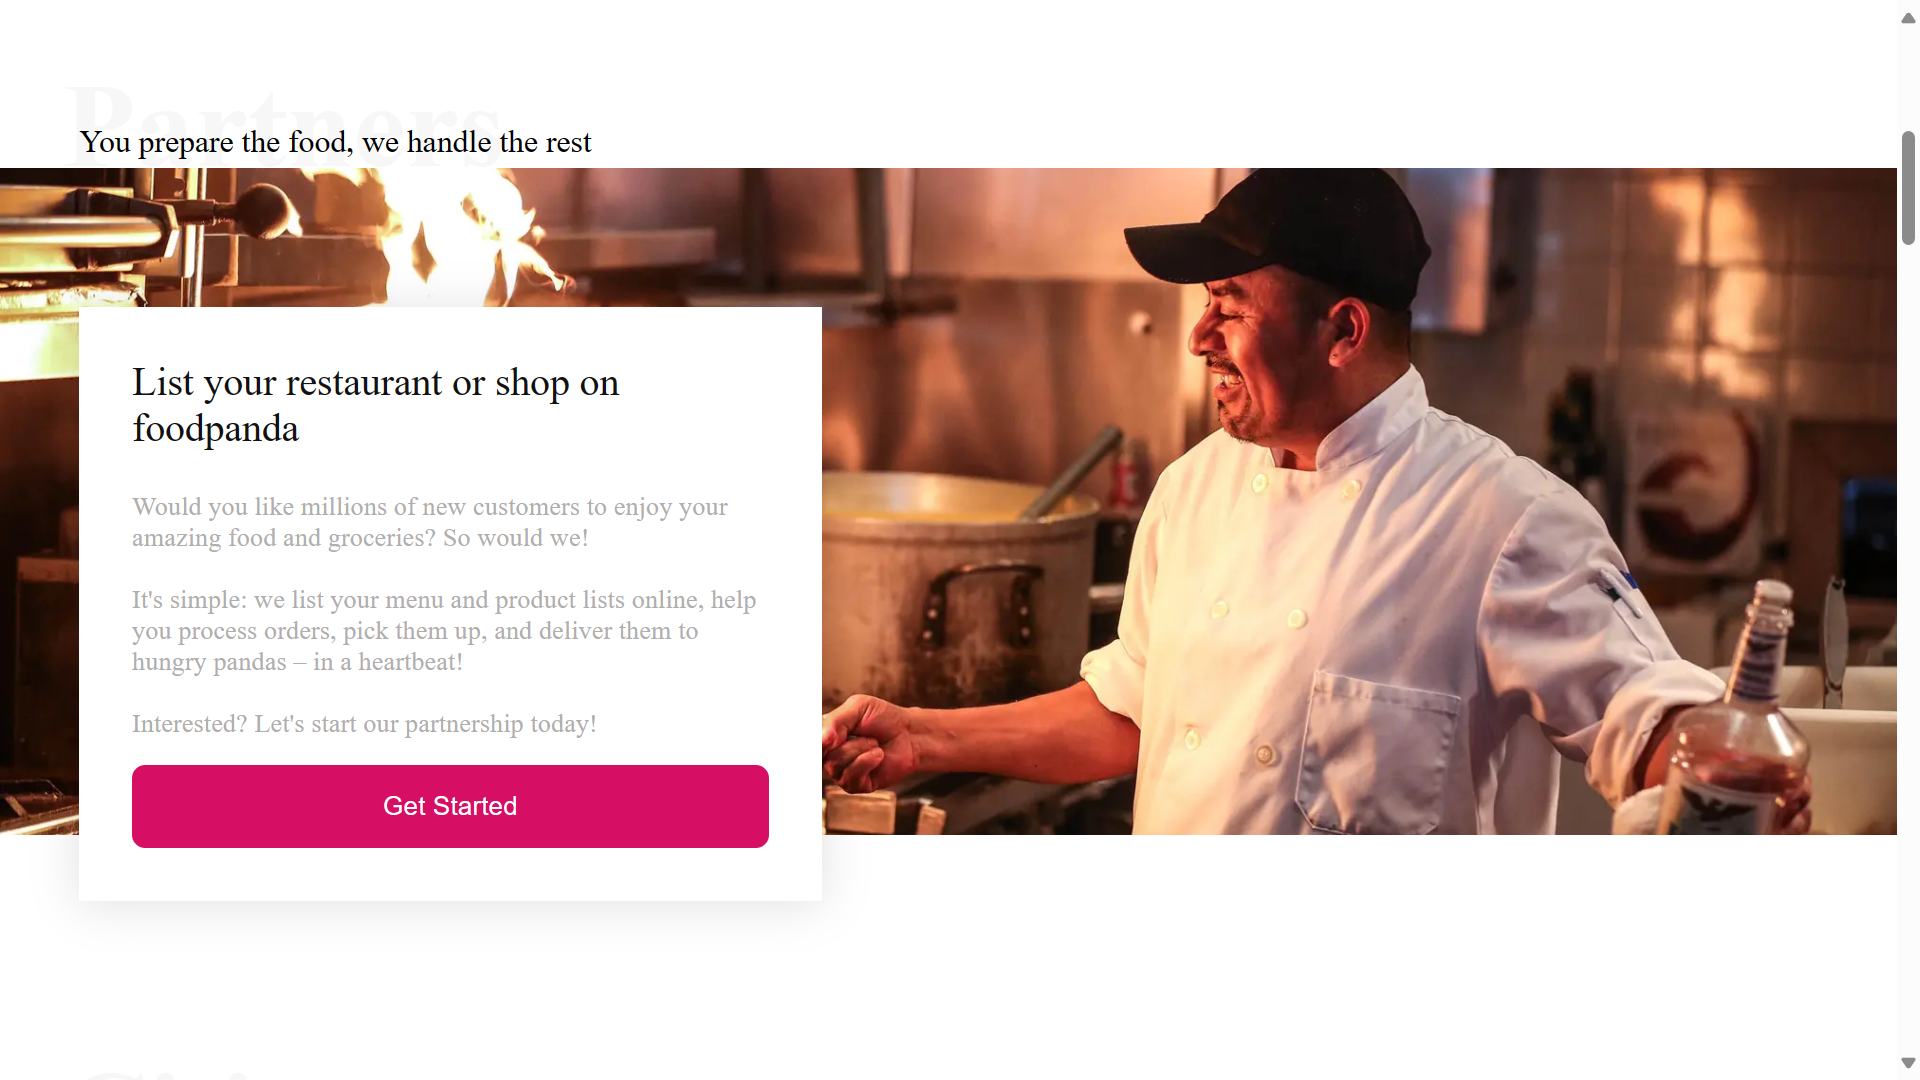 Partners
You prepare the food, we handle the rest
List your restaurant or shop on
foodpanda
Would you like millions of new customers to enjoy your
amazing food and groceries? So would we!
It's simple: we list your menu and product lists online, help
you process orders, pick them up, and deliver them to
hungry pandas – in a heartbeat!
Interested? Let's start our partnership today!
Get Started